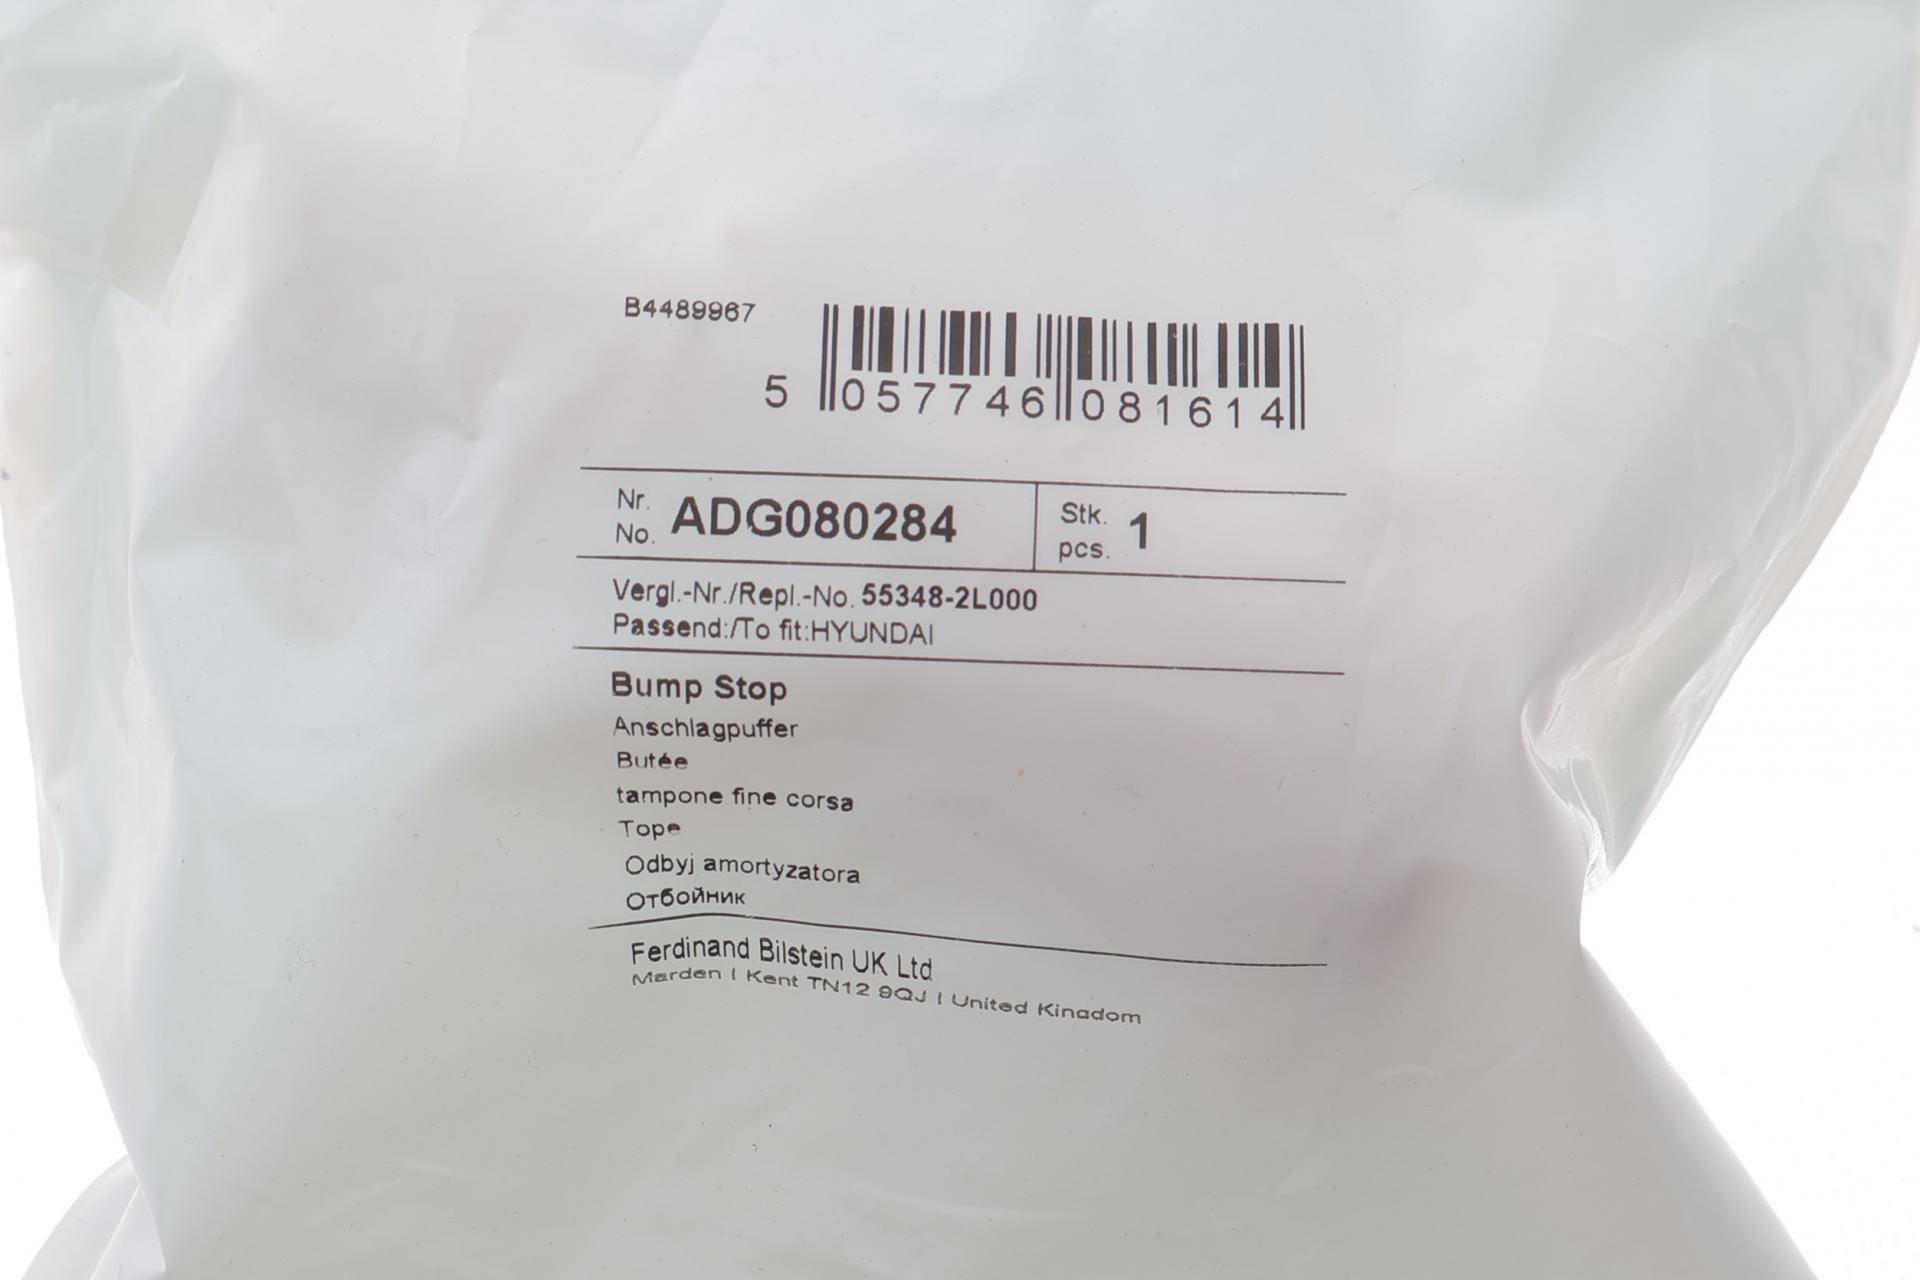 B4489967
5 057746 081614
Nr. No. ADG080284 Stk. pcs. 1
Vergl.-Nr./Repl.-No. 55348-2L000
Passend:/To fit:HYUNDAI
Bump Stop
Anschlagpuffer
Butée
tampone fine corsa
Tope
Odbyj amortyzatora
Отбойник
Ferdinand Bilstein UK Ltd
Marden | Kent TN12 9QJ | United Kingdom